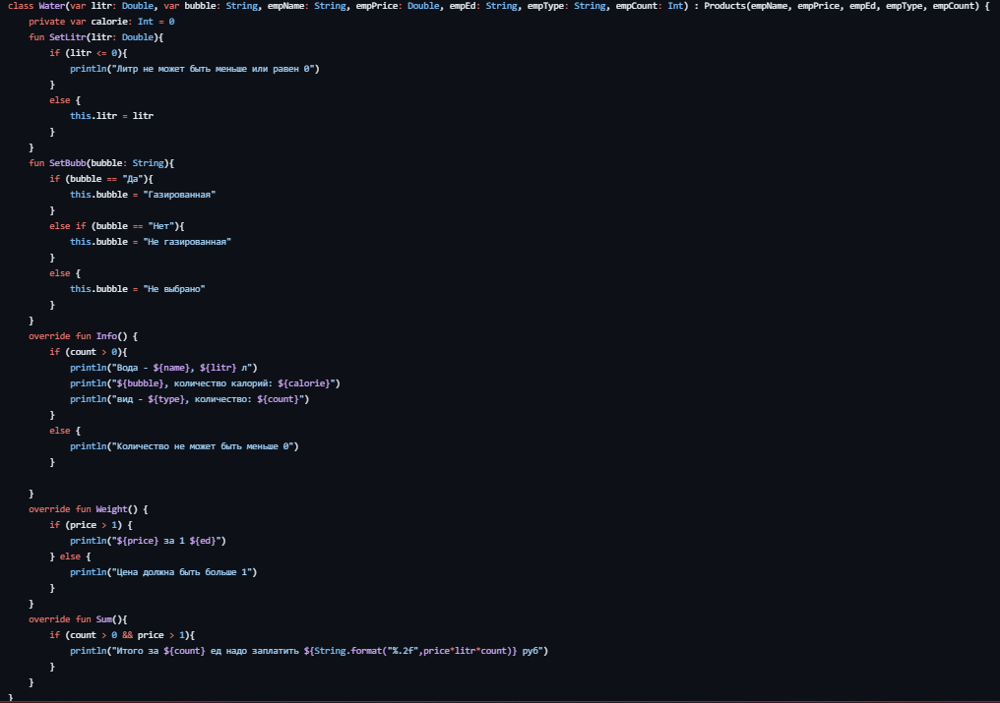 class Water(var litr: Double, var bubble: String, empName: String, empPrice: Double, empEd: String, empType: String, empCount: Int) : Products(empName, empPrice, empEd, empType, empCount) {
    private var calorie: Int = 0
    fun SetLitr(litr: Double){
        if (litr <= 0){
            println("Литр не может быть меньше или равен 0")
        }
        else {
            this.litr = litr
        }
    }
    fun SetBubb(bubble: String){
        if (bubble == "Да"){
            this.bubble = "Газированная"
        }
        else if (bubble == "Нет"){
            this.bubble = "Не газированная"
        }
        else {
            this.bubble = "Не выбрано"
        }
    }
    override fun Info() {
        if (count > 0){
            println("Вода - ${name}, ${litr} л")
            println("${bubble}, количество калорий: ${calorie}")
            println("вид - ${type}, количество: ${count}")
        }
        else {
            println("Количество не может быть меньше 0")
        }

    }
    override fun Weight() {
        if (price > 1) {
            println("${price} за 1 ${ed}")
        } else {
            println("Цена должна быть больше 1")
        }
    }
    override fun Sum(){
        if (count > 0 && price > 1){
            println("Итого за ${count} ед надо заплатить ${String.format("%.2f",price*litr*count)} руб")
        }
    }
}